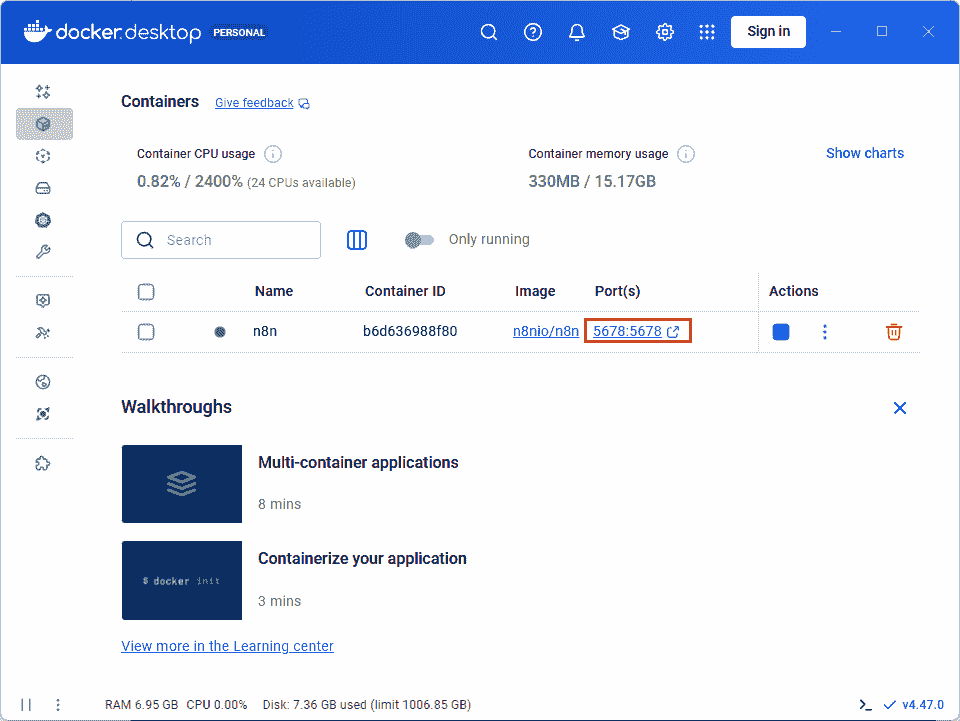 docker.desktop PERSONAL Sign in
Containers Give feedback
Container CPU usage Container memory usage Show charts
0.82% / 2400% (24 CPUs available) 330MB / 15.17GB
Search Only running
Name Container ID Image Port(s) Actions
n8n b6d636988f80 n8nio/n8n 5678:5678
Walkthroughs
Multi-container applications
8 mins
$ docker init
Containerize your application
3 mins
View more in the Learning center
RAM 6.95 GB CPU 0.00% Disk: 7.36 GB used (limit 1006.85 GB) v4.47.0